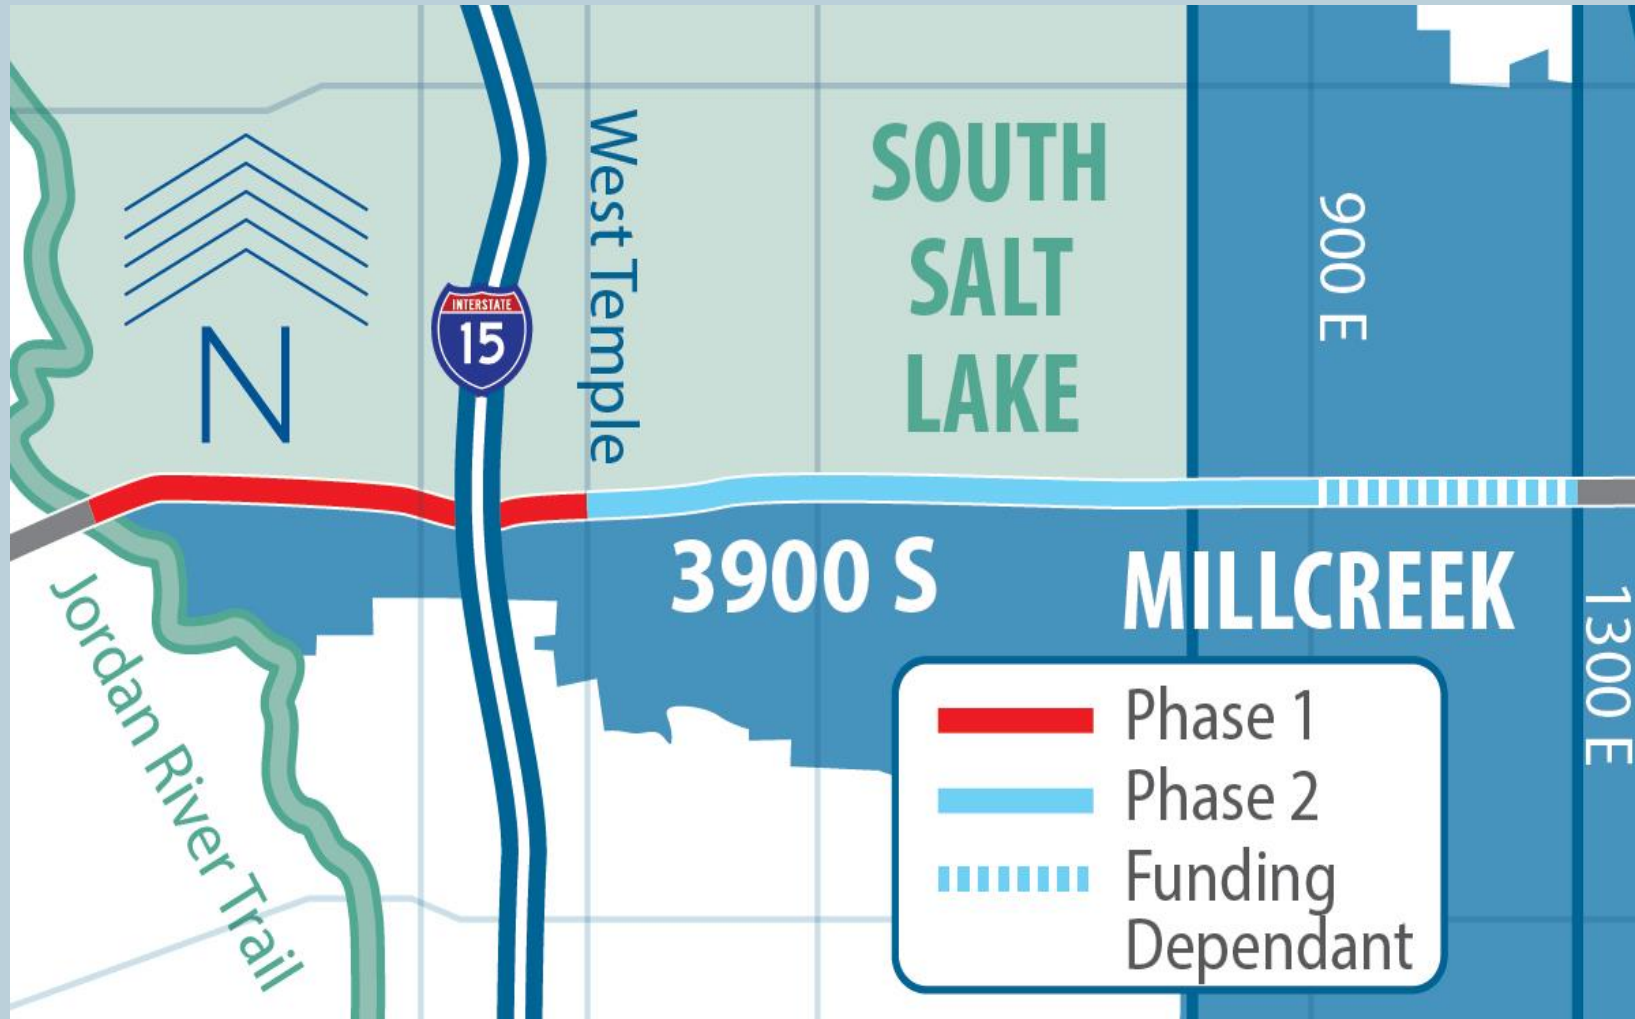 N
INTERSTATE
15
West Temple
SOUTH
SALT
LAKE
900 E
3900 S
MILLCREEK
1300 E
Jordan River Trail
Phase 1
Phase 2
Funding
Dependant